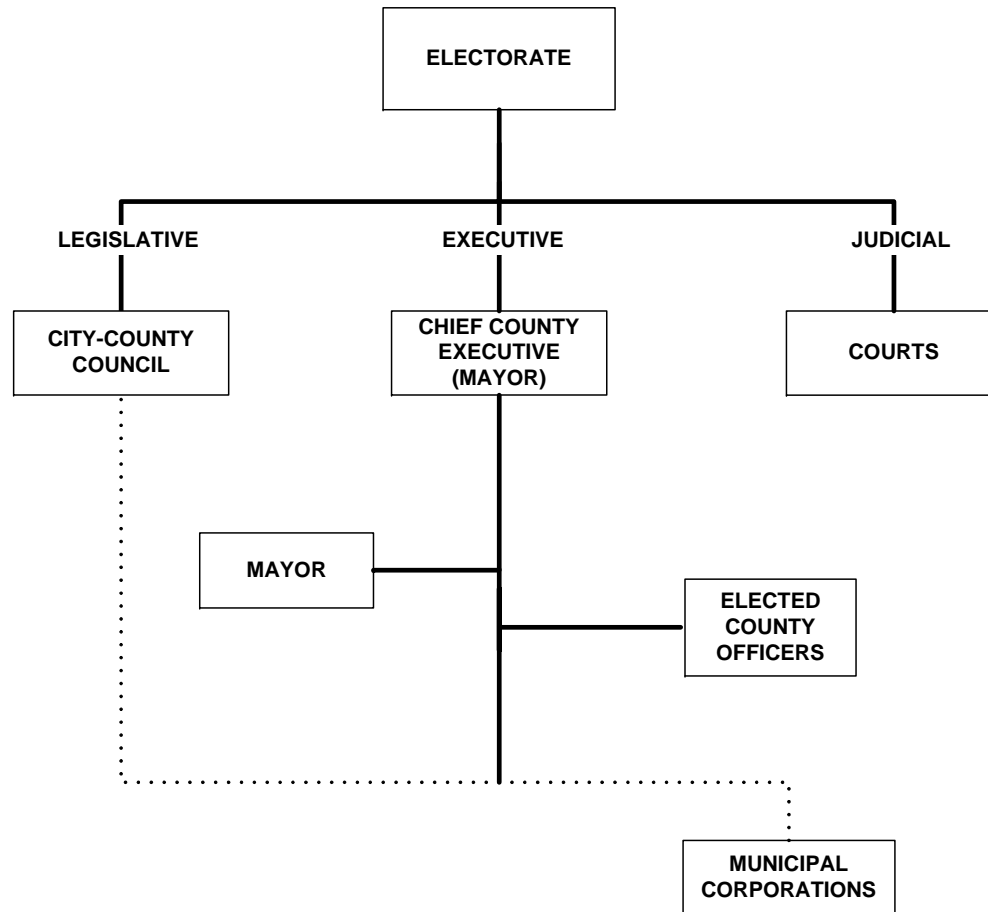 ELECTORATE
LEGISLATIVE
EXECUTIVE
JUDICIAL
CITY-COUNTY
COUNCIL
CHIEF COUNTY
EXECUTIVE
(MAYOR)
COURTS
MAYOR
ELECTED
COUNTY
OFFICERS
MUNICIPAL
CORPORATIONS